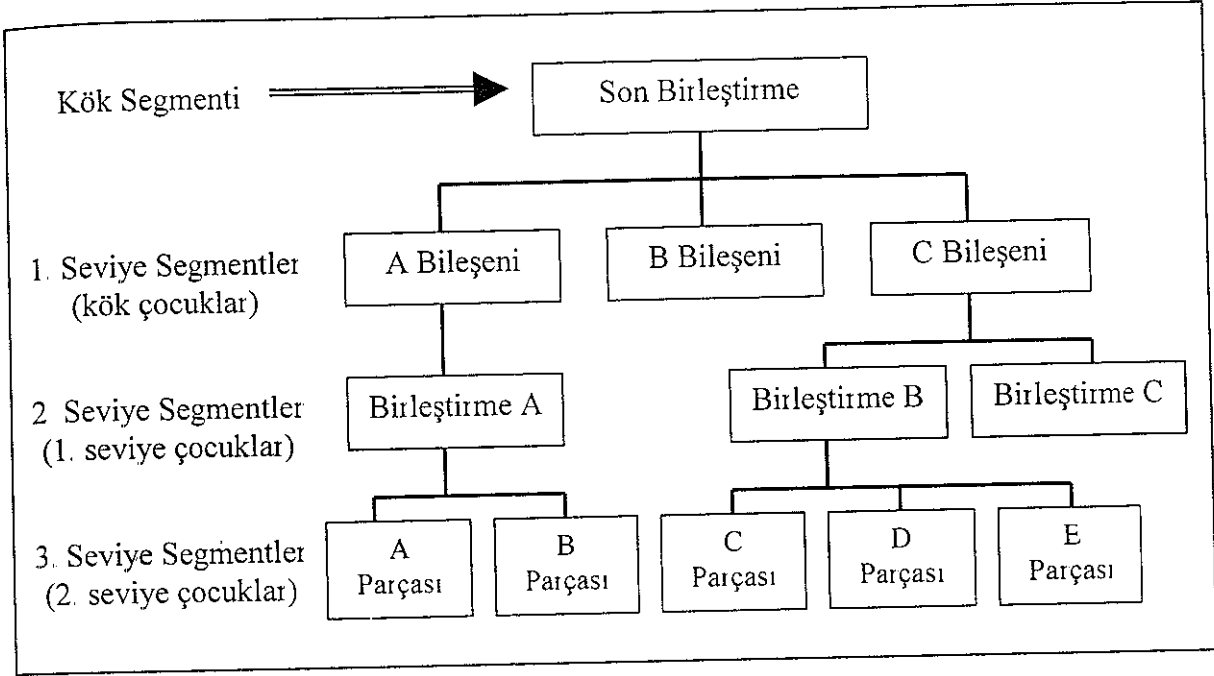 Kök Segmenti
Son Birleştirme
1. Seviye Segmentler
(kök çocuklar)
A Bileşeni
B Bileşeni
C Bileşeni
2 Seviye Segmentler
(1. seviye çocuklar)
Birleştirme A
Birleştirme B
Birleştirme C
3. Seviye Segmentler
(2. seviye çocuklar)
A
Parçası
B
Parçası
C
Parçası
D
Parçası
E
Parçası